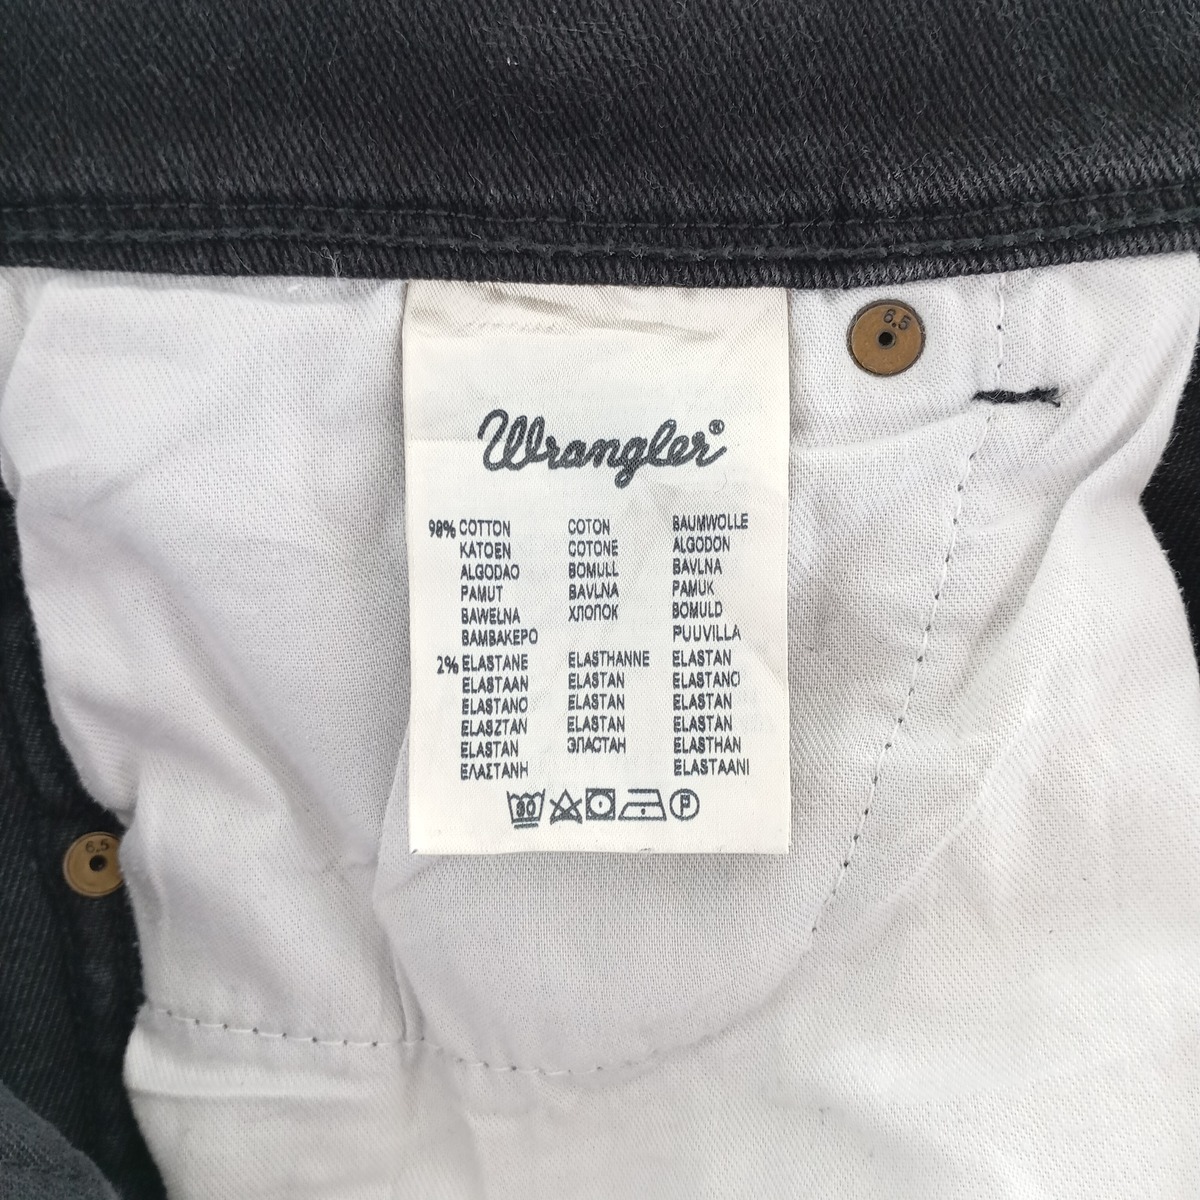 6.5
Wrangler®
98% COTTON COTON BAUMWOLLE
KATOEN COTONE ALGODON
ALGODAO BOMULL BAVLNA
PAMUT BAVLNA PAMUK
BAWEŁNA ХЛОПОК BOMULD
ΒΑΜΒΑΚΕΡΟ PUUVILLA
2% ELASTANE ELASTHANNE ELASTAN
ELASTAAN ELASTAN ELASTANO
ELASTANO ELASTAN ELASTAN
ELASZTAN ELASTAN ELASTAN
ELASTAN ЭЛАСТАН ELASTHAN
ΕΛΑΣΤΑΝΗ ELASTAANI
30 P
6.5